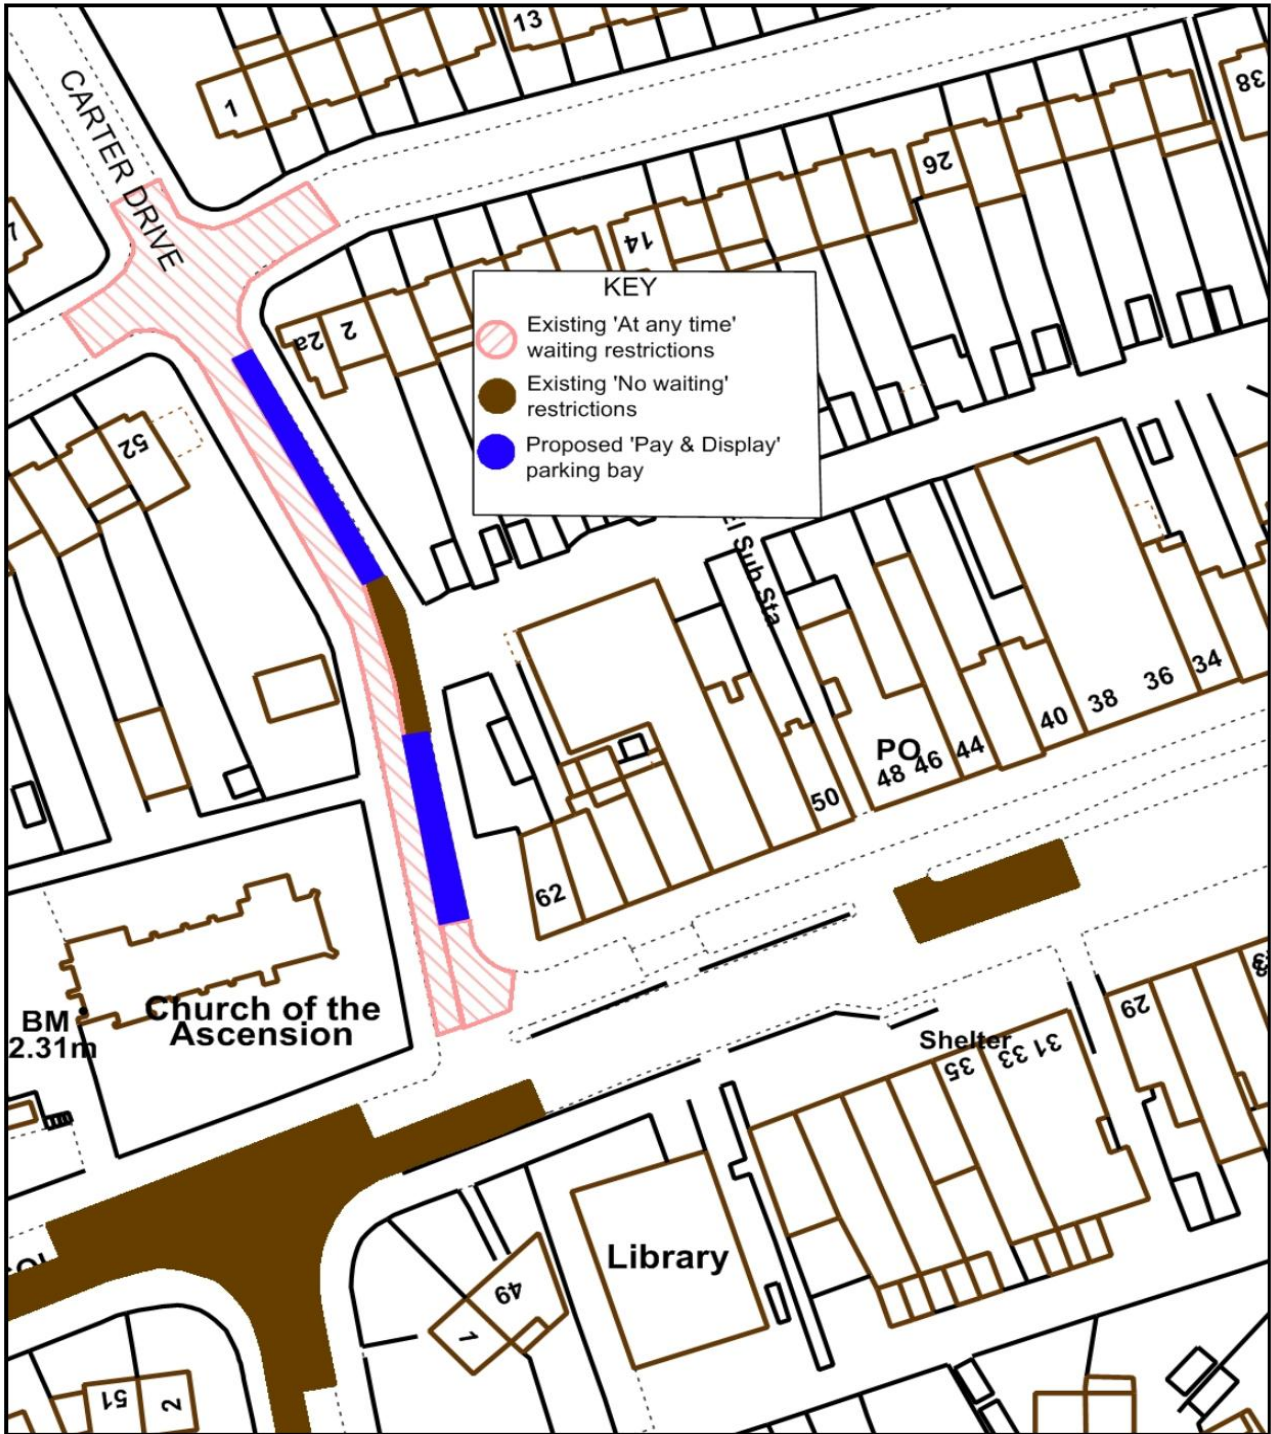 13
1
38
CARTER DRIVE
26
14
7
2a
2
KEY
Existing 'At any time'
waiting restrictions
Existing 'No waiting'
restrictions
Proposed 'Pay & Display'
parking bay
52
El Sub Sta
34
36
38
40
PO
44
46
48
50
62
Church of the
Ascension
BM
2.31m
29
Shelter
31
33
35
Library
49
1
51
2